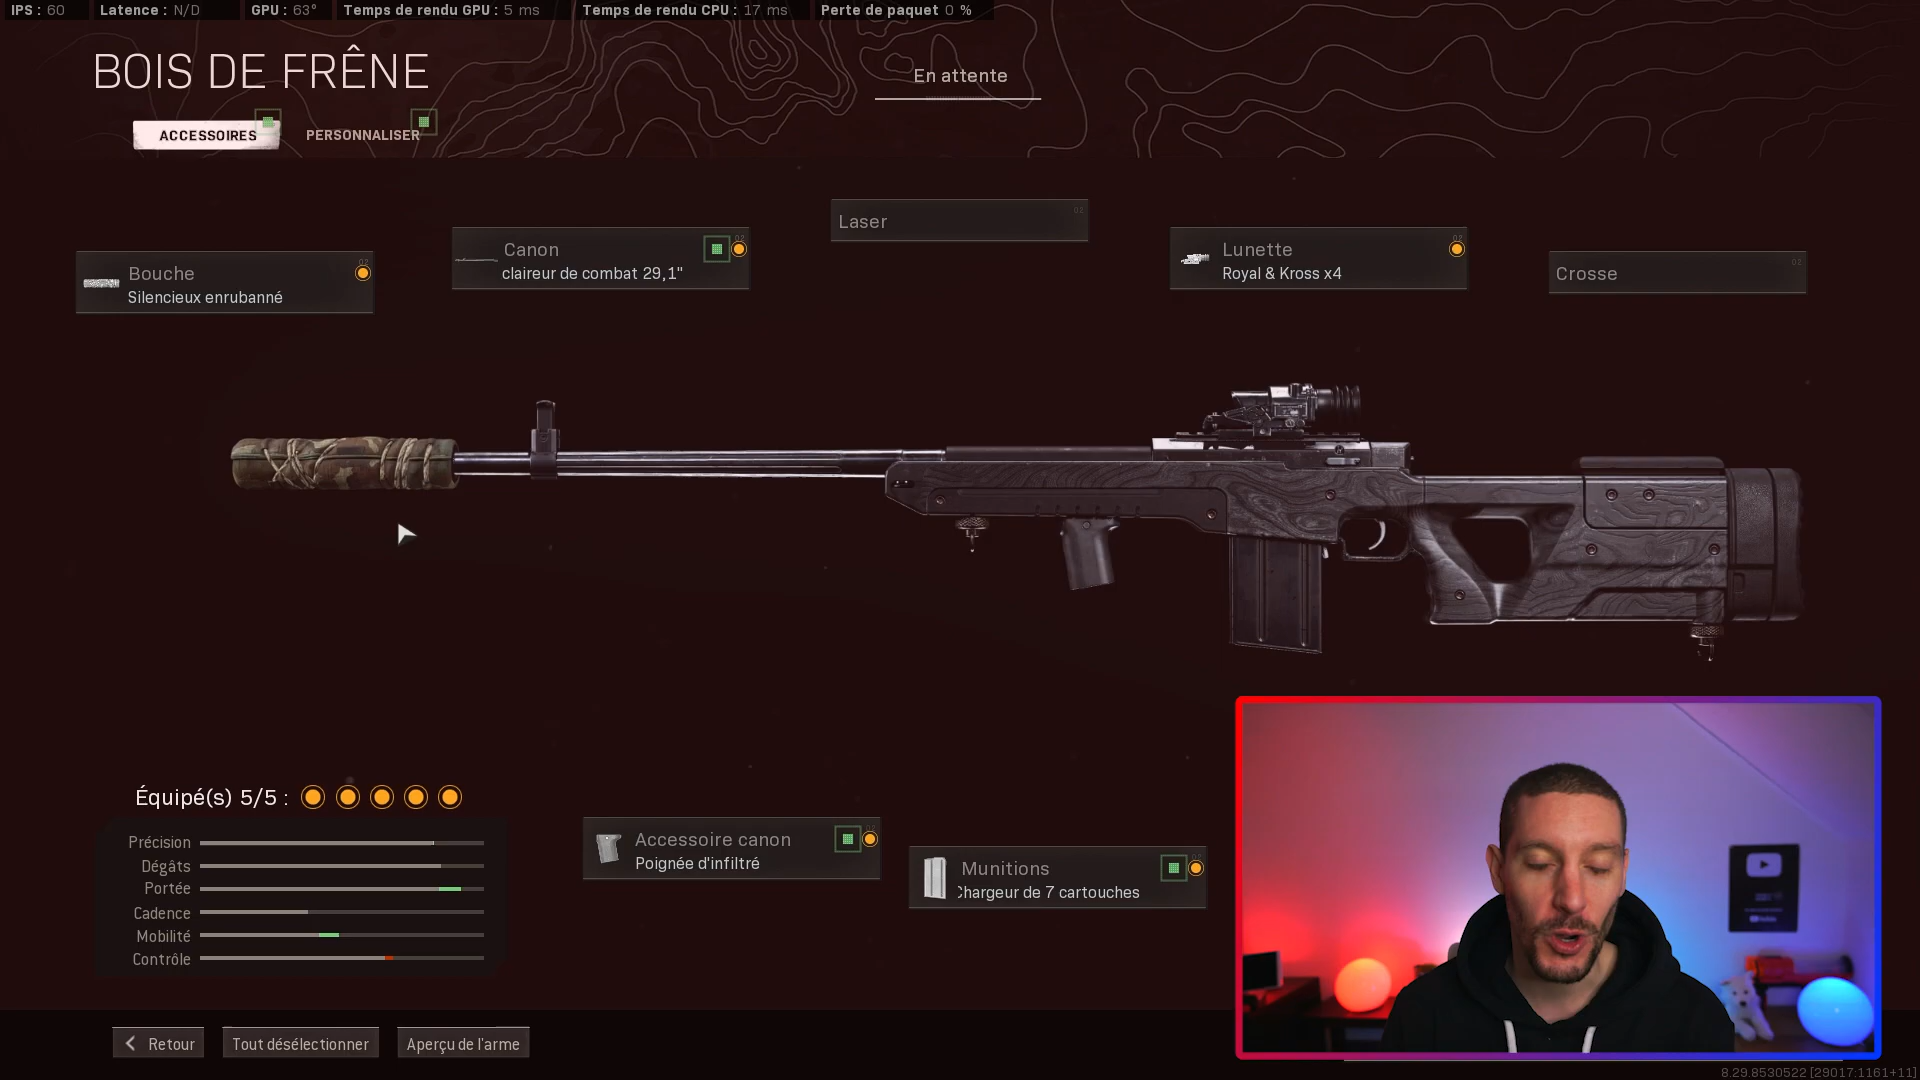 IPS : 60 Latence : N/D GPU : 63° Temps de rendu GPU : 5 ms Temps de rendu CPU : 17 ms Perte de paquet 0 %
BOIS DE FRÊNE
En attente
ACCESSOIRES PERSONNALISER
Bouche
Silencieux enrubanné
Canon
claireur de combat 29,1"
Laser
Lunette
Royal & Kross x4
Crosse
Équipé(s) 5/5 :
Précision
Dégâts
Portée
Cadence
Mobilité
Contrôle
Accessoire canon
Poignée d'infiltré
Munitions
Chargeur de 7 cartouches
Retour
Tout désélectionner
Aperçu de l'arme
8.29.8530522 [29017:1161+11]